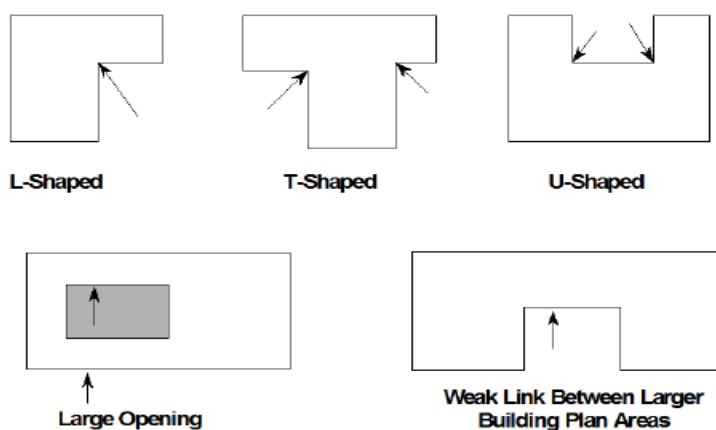 L-Shaped
T-Shaped
U-Shaped
Large Opening
Weak Link Between Larger
Building Plan Areas